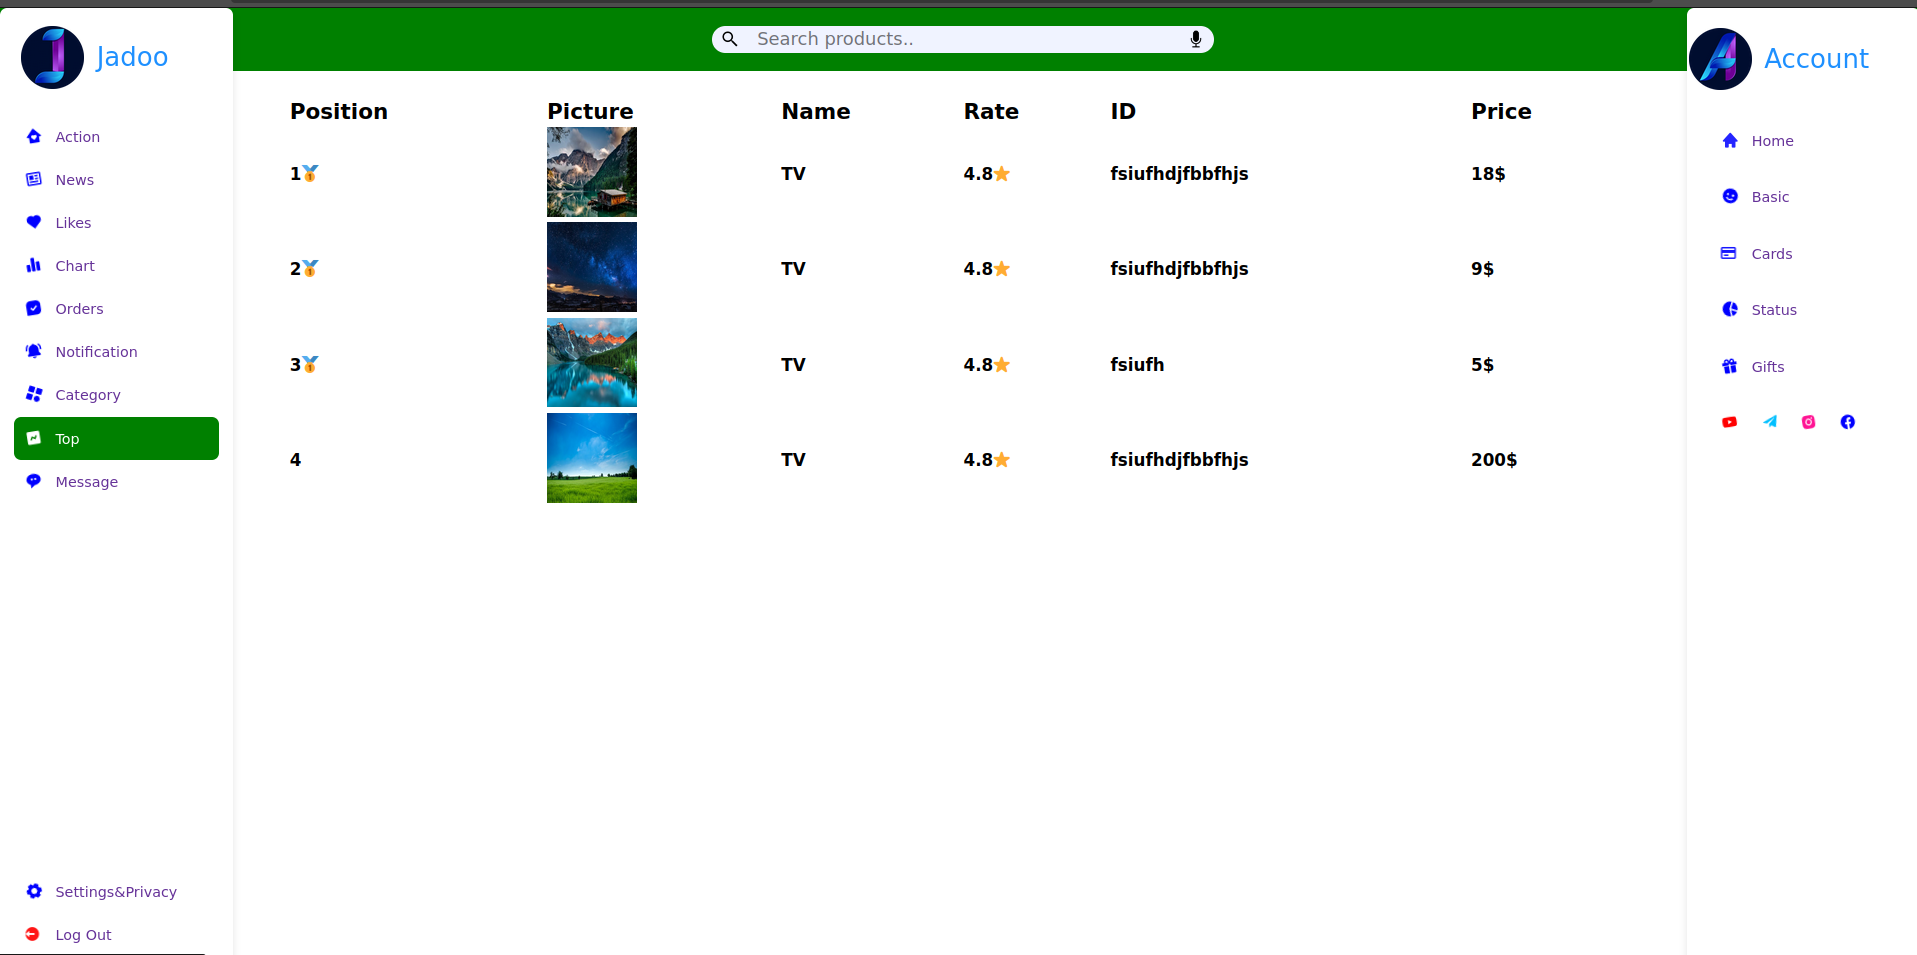 Jadoo
Action
News
Likes
Chart
Orders
Notification
Category
Top
Message
Settings&Privacy
Log Out
Search products..
Position Picture Name Rate ID Price
1🥇 TV 4.8⭐ fsiufhdjfbbfhjs 18$
2🥇 TV 4.8⭐ fsiufhdjfbbfhjs 9$
3🥇 TV 4.8⭐ fsiufh 5$
4 TV 4.8⭐ fsiufhdjfbbfhjs 200$
Account
Home
Basic
Cards
Status
Gifts